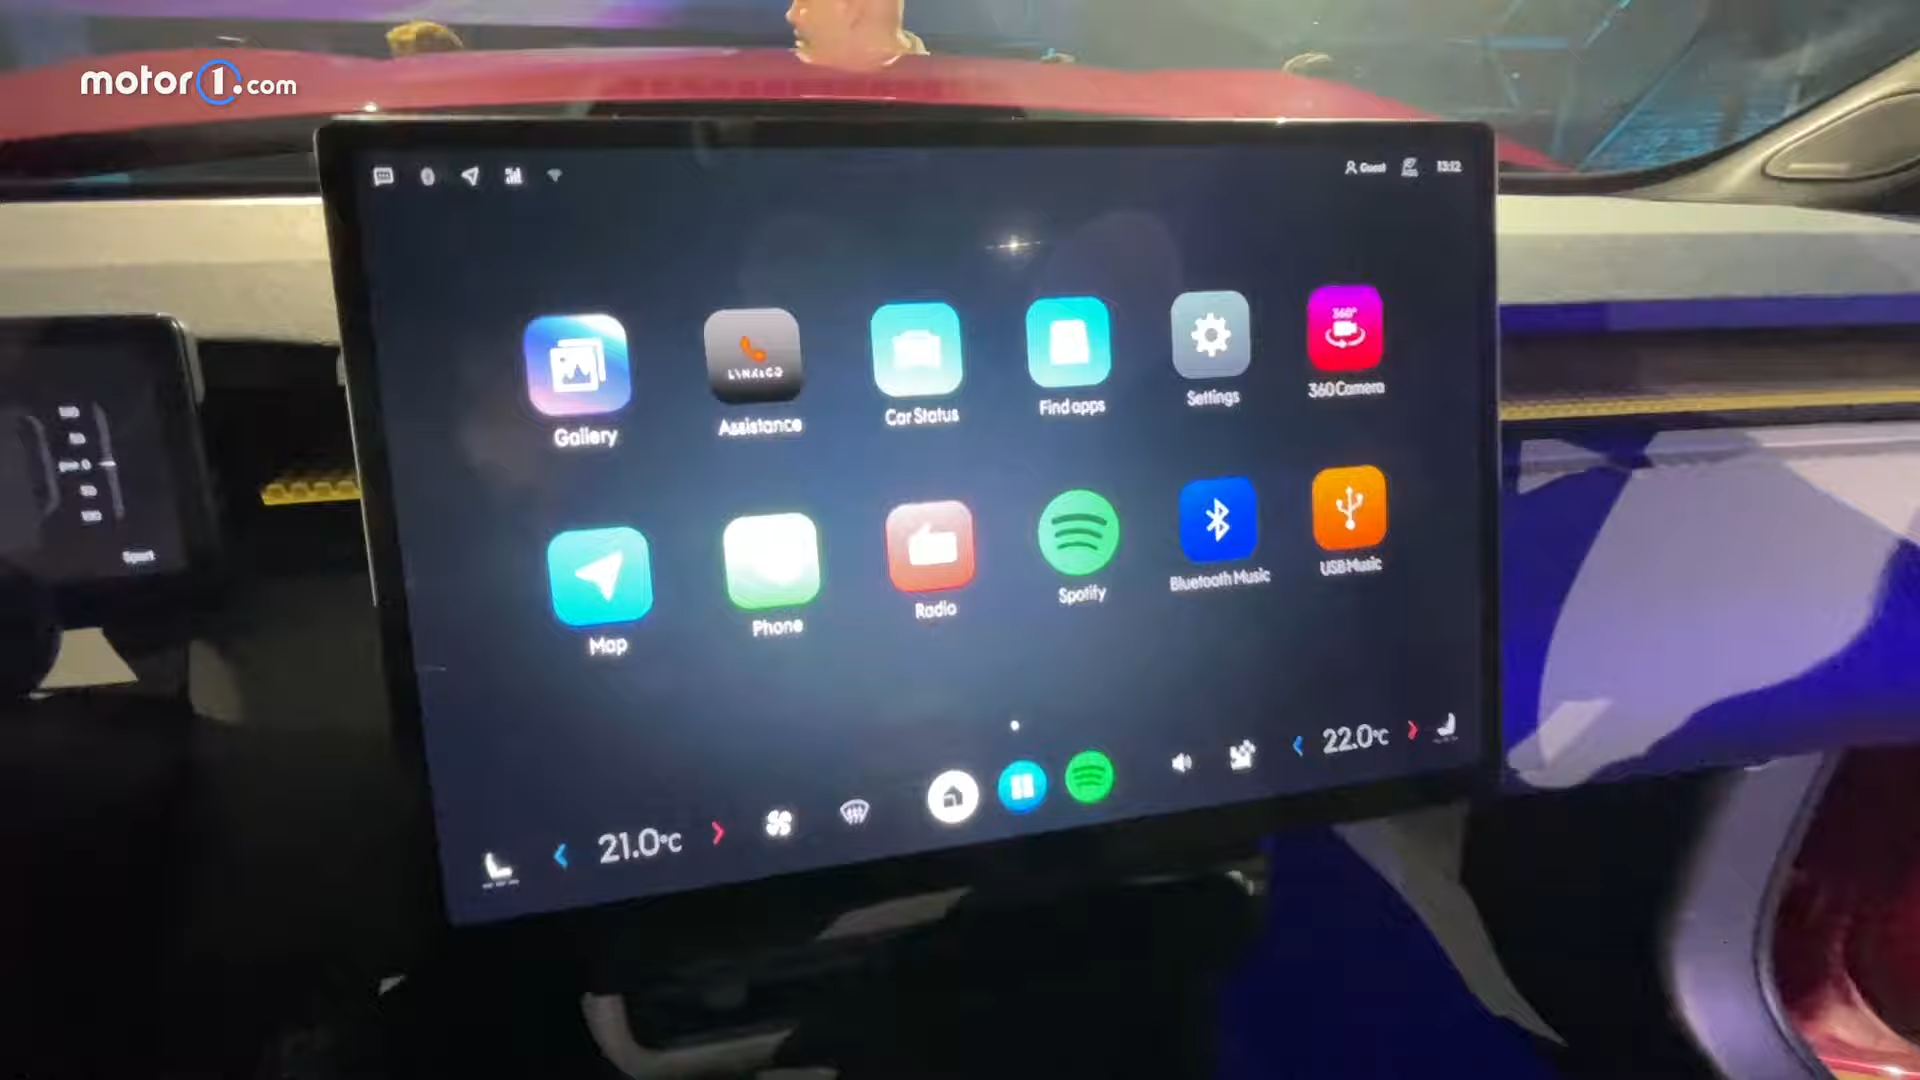 motor1.com
Guest
13:12
Gallery
LYNK&CO
Assistance
Car Status
Find apps
Settings
360°
360 Camera
Map
Phone
Radio
Spotify
Bluetooth Music
USB Music
21.0°C
22.0°C
Sport